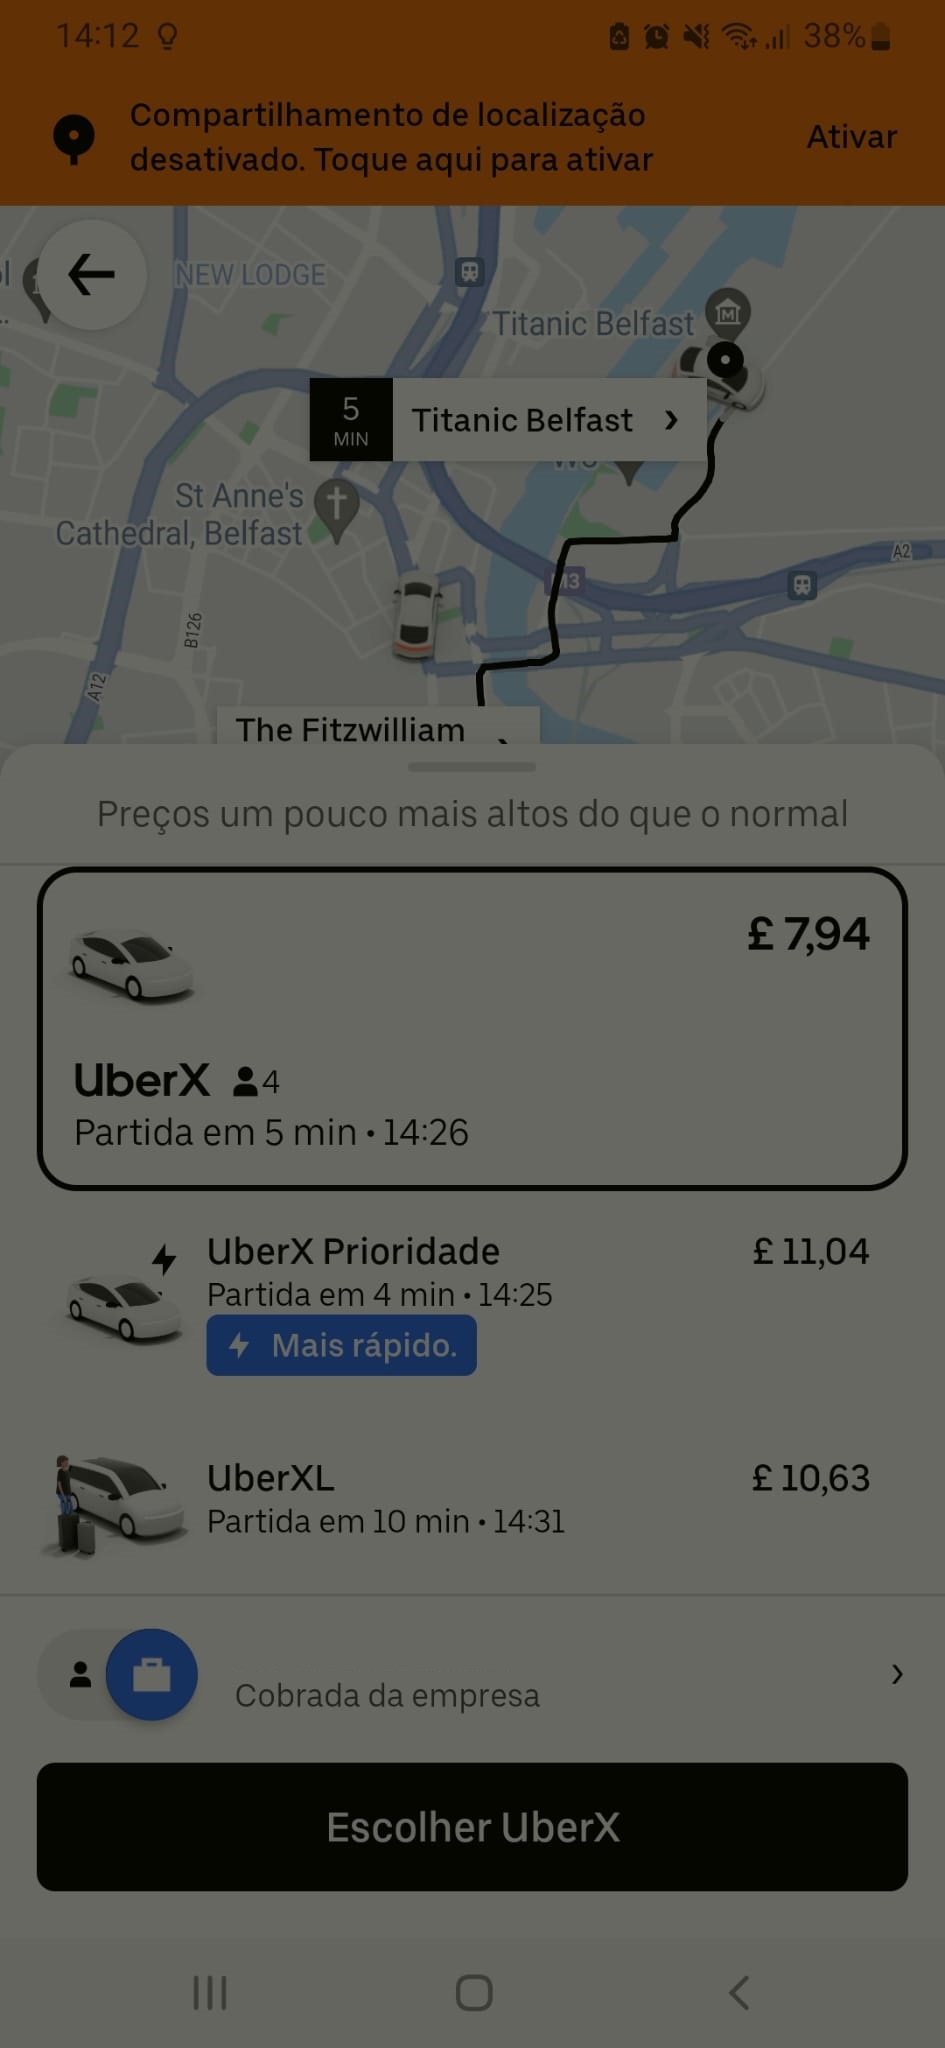 14:12
38%
Compartilhamento de localização
desativado. Toque aqui para ativar
Ativar
NEW LODGE
Titanic Belfast
5
MIN
Titanic Belfast
St Anne's
Cathedral, Belfast
M3
A2
B126
A12
The Fitzwilliam
Preços um pouco mais altos do que o normal
£ 7,94
UberX 4
Partida em 5 min • 14:26
UberX Prioridade
£ 11,04
Partida em 4 min • 14:25
Mais rápido.
UberXL
£ 10,63
Partida em 10 min • 14:31
Cobrada da empresa
Escolher UberX